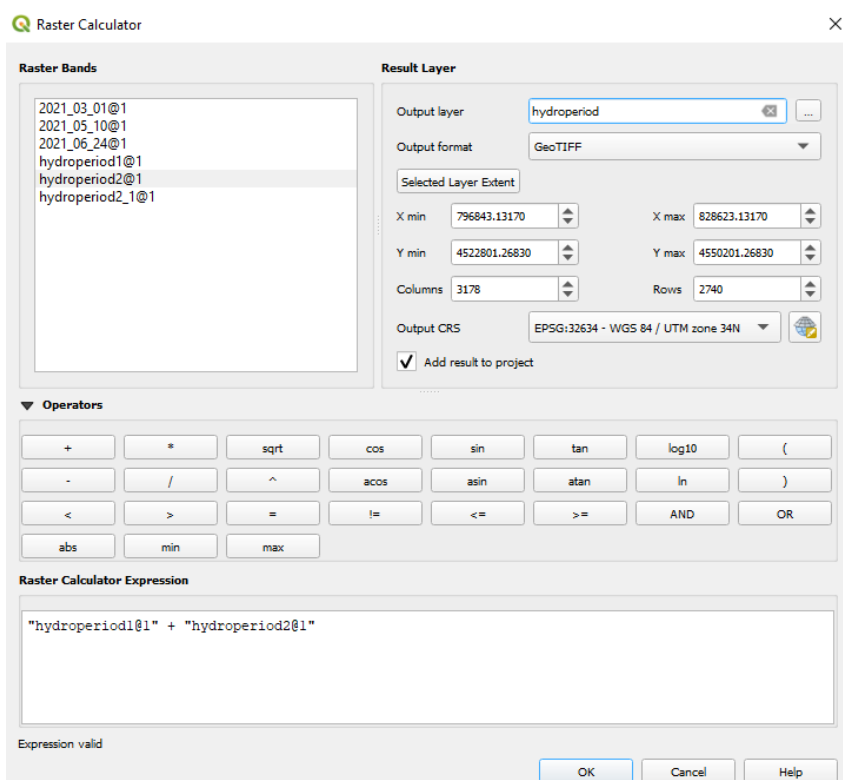 Raster Calculator
Raster Bands
2021_03_01@1
2021_05_10@1
2021_06_24@1
hydroperiod1@1
hydroperiod2@1
hydroperiod2_1@1
Result Layer
Output layer hydroperiod ...
Output format GeoTIFF
Selected Layer Extent
X min 796843.13170 X max 828623.13170
Y min 4522801.26830 Y max 4550201.26830
Columns 3178 Rows 2740
Output CRS EPSG:32634 - WGS 84 / UTM zone 34N
Add result to project
Operators
+ * sqrt cos sin tan log10 (
- / ^ acos asin atan ln )
< > = != <= >= AND OR
abs min max
Raster Calculator Expression
"hydroperiod1@1" + "hydroperiod2@1"
Expression valid
OK Cancel Help